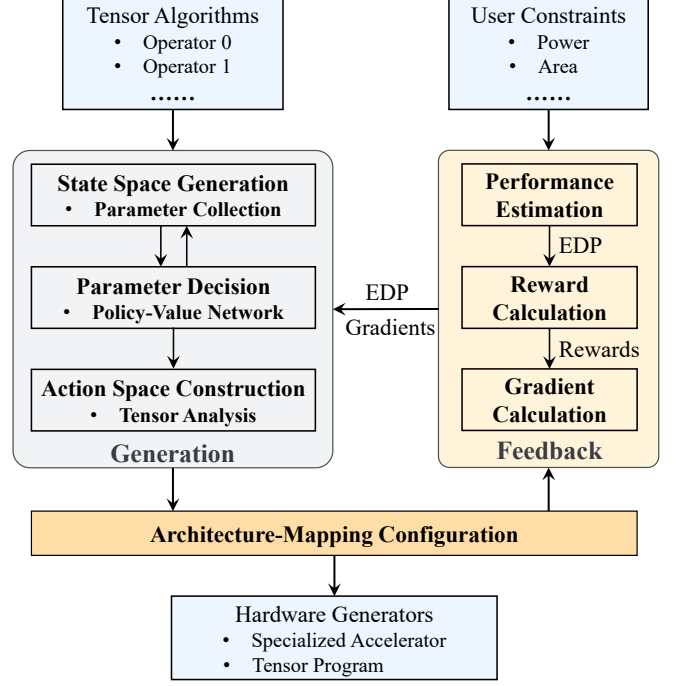 Tensor Algorithms
• Operator 0
• Operator 1
......
User Constraints
• Power
• Area
......
State Space Generation
• Parameter Collection
Parameter Decision
• Policy-Value Network
Action Space Construction
• Tensor Analysis
Generation
EDP
Gradients
Performance
Estimation
EDP
Reward
Calculation
Rewards
Gradient
Calculation
Feedback
Architecture-Mapping Configuration
Hardware Generators
• Specialized Accelerator
• Tensor Program